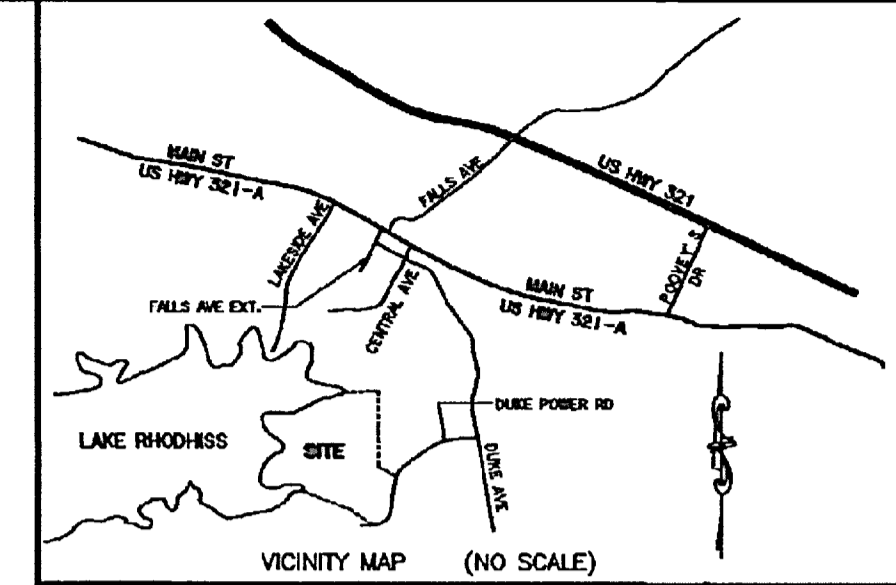 MAIN ST
US HWY 321-A
FALLS AVE
US HWY 321
LAKESIDE AVE
POOVEY'S
DR
FALLS AVE EXT.
CENTRAL AVE
MAIN ST
US HWY 321-A
DUKE POWER RD
LAKE RHODHISS
SITE
DUKE AVE
VICINITY MAP (NO SCALE)